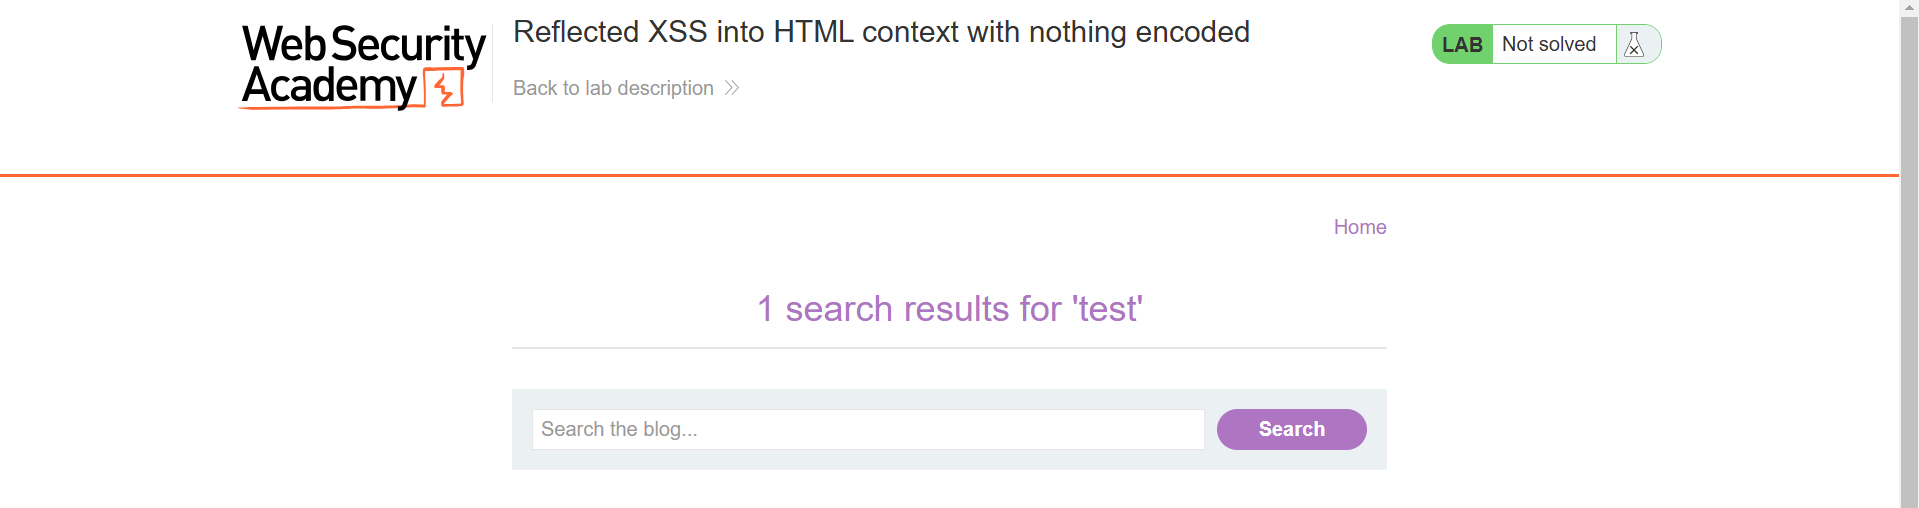 Web Security
Academy
Reflected XSS into HTML context with nothing encoded
Back to lab description
LAB Not solved
Home
1 search results for 'test'
Search the blog...
Search